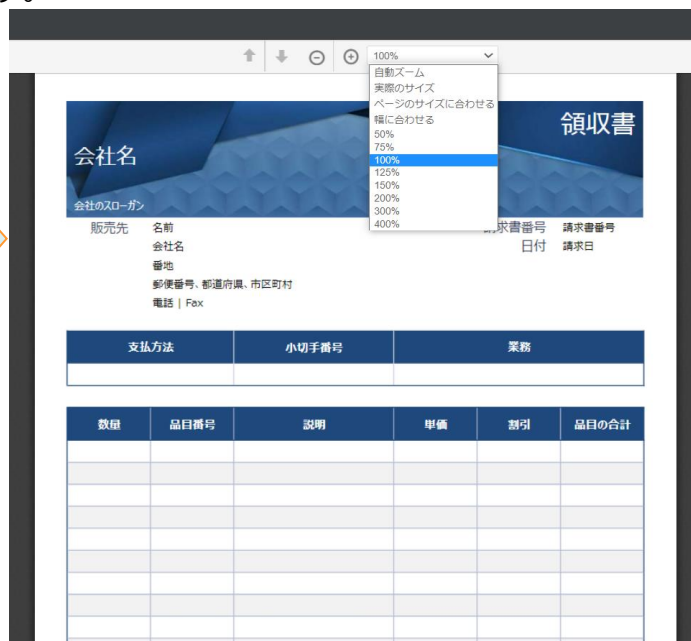 す。
100%
自動ズーム
実際のサイズ
ページのサイズに合わせる
幅に合わせる
50%
75%
100%
125%
150%
200%
300%
400%
領収書
会社名
会社のスローガン
販売先 名前 求書番号 請求書番号
会社名 日付 請求日
番地
郵便番号、都道府県、市区町村
電話 | Fax
支払方法 小切手番号 業務
数量 品目番号 説明 単価 割引 品目の合計